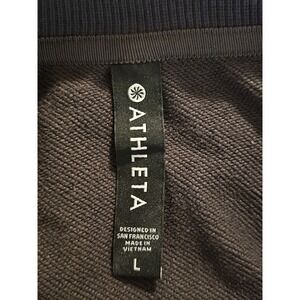 ATHLETA
DESIGNED IN
SAN FRANCISCO
MADE IN
VIETNAM
L